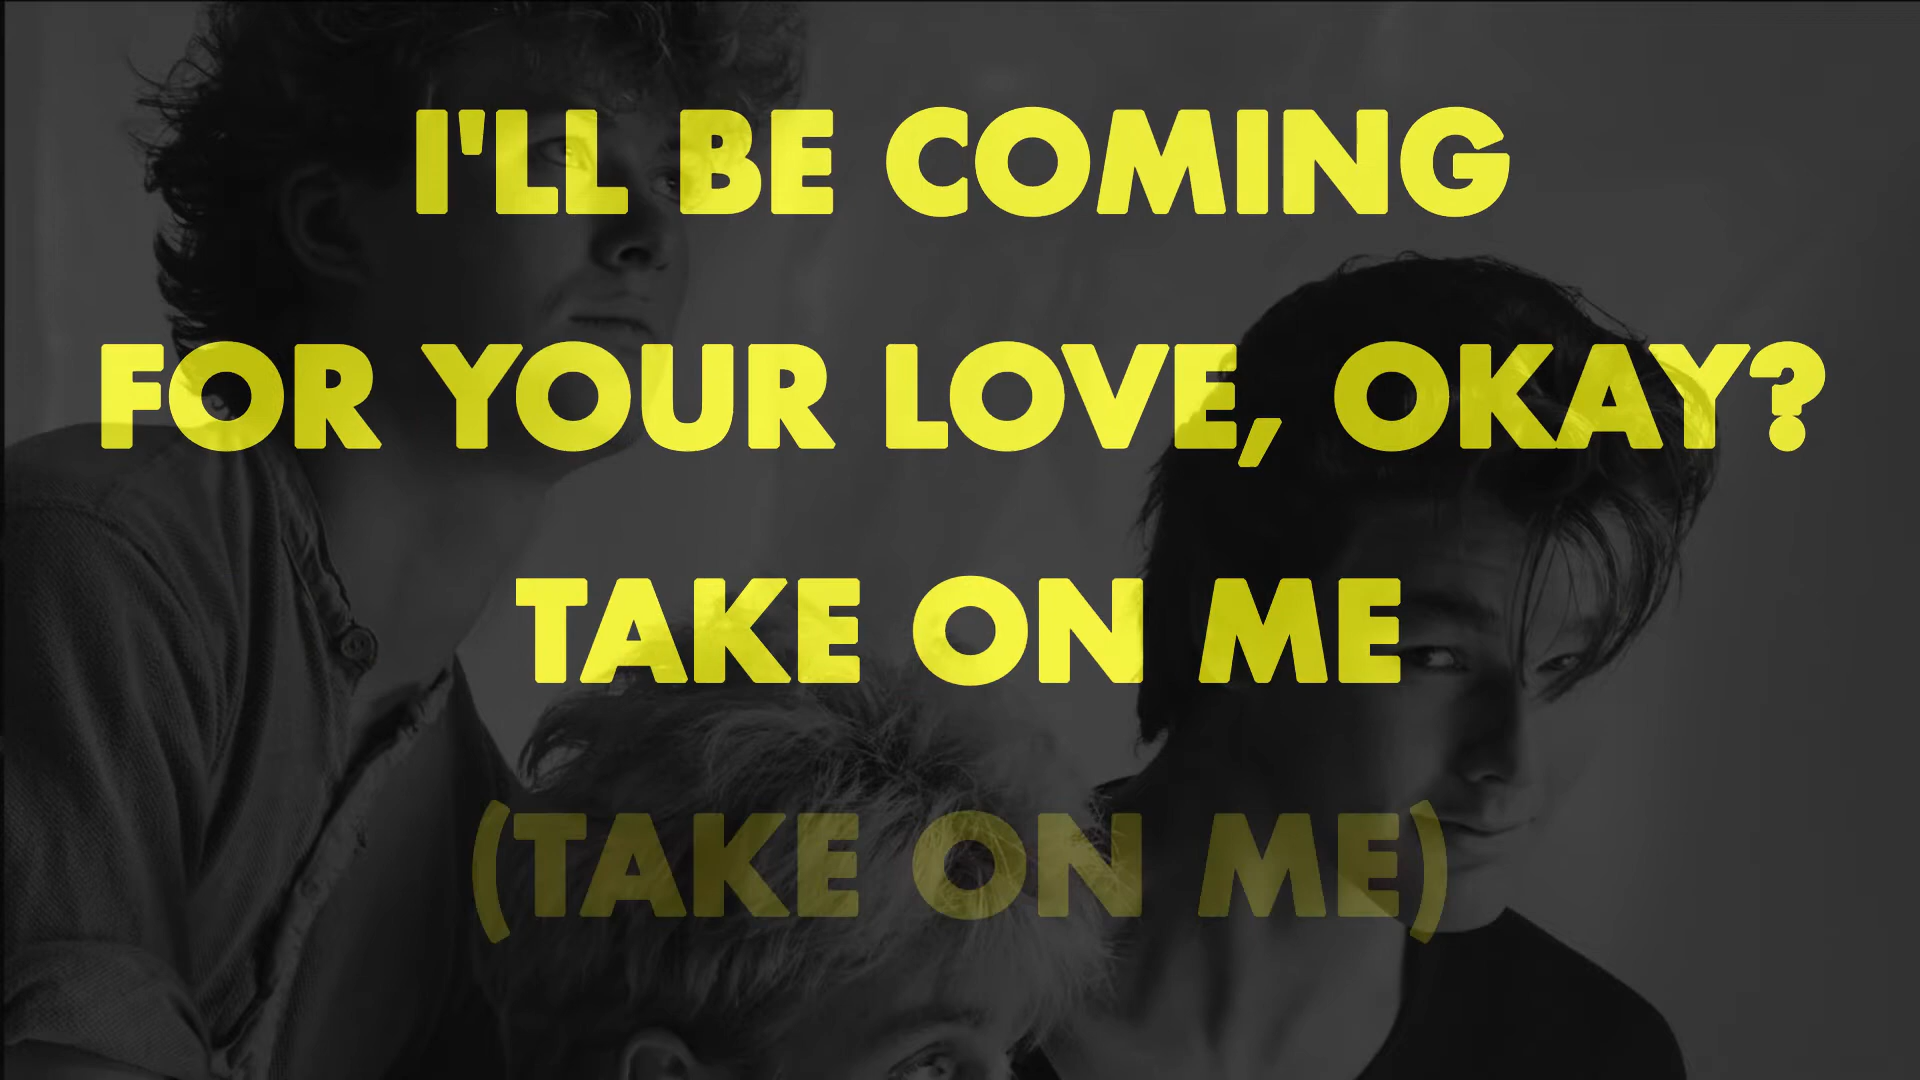 I'LL BE COMING
FOR YOUR LOVE, OKAY?
TAKE ON ME
(TAKE ON ME)